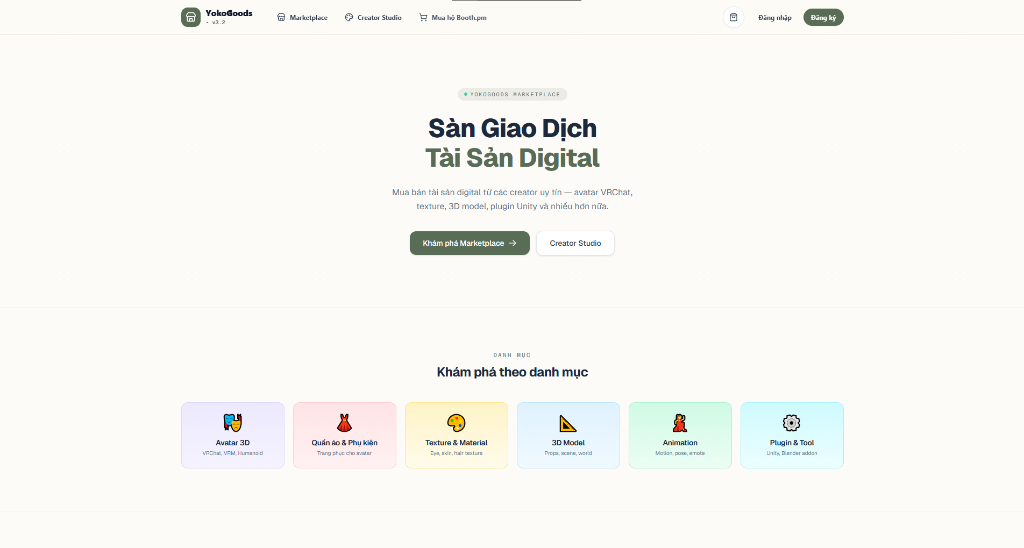 YokoGoods
v3.2
Marketplace
Creator Studio
Mua hộ Booth.pm
Đăng nhập
Đăng ký
YOKOGOODS MARKETPLACE
Sàn Giao Dịch
Tài Sản Digital
Mua bán tài sản digital từ các creator uy tín — avatar VRChat,
texture, 3D model, plugin Unity và nhiều hơn nữa.
Khám phá Marketplace →
Creator Studio
DANH MỤC
Khám phá theo danh mục
Avatar 3D
VRChat, VRM, Humanoid
Quần áo & Phụ kiện
Trang phục cho avatar
Texture & Material
Eye, skin, hair texture
3D Model
Props, scene, world
Animation
Motion, pose, emote
Plugin & Tool
Unity, Blender addon